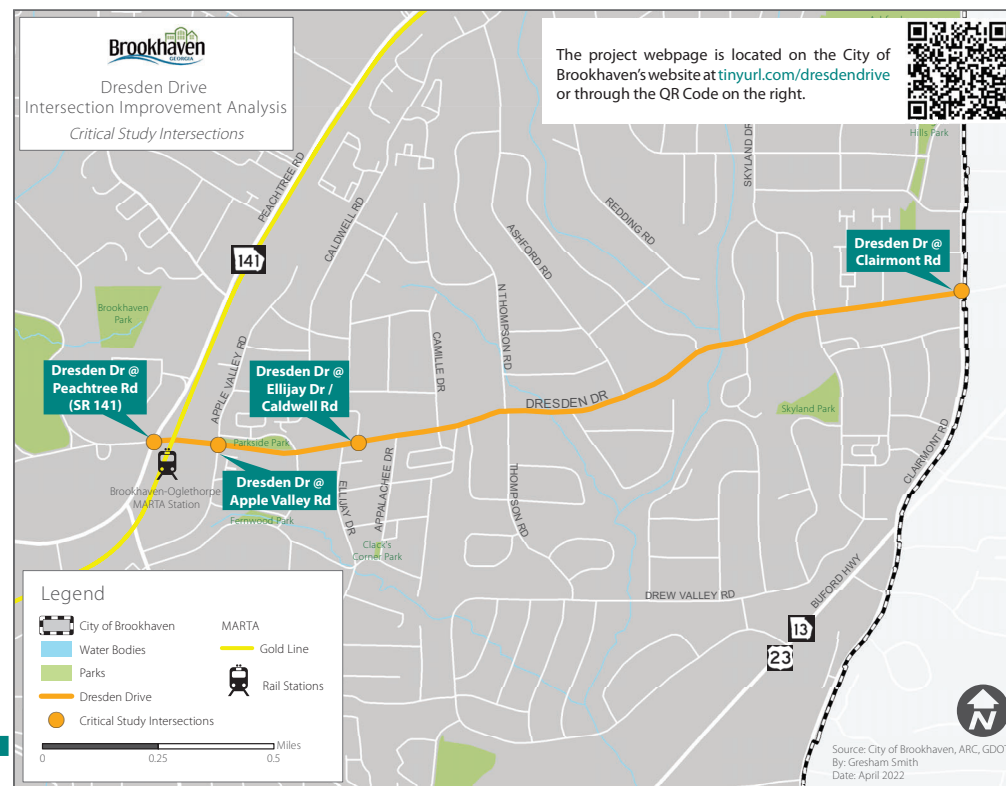 Brookhaven
GEORGIA
Dresden Drive
Intersection Improvement Analysis
Critical Study Intersections
The project webpage is located on the City of
Brookhaven's website at tinyurl.com/dresdendrive
or through the QR Code on the right.
Hills Park
SKYLAND DR
PEACHTREE RD
CALDWELL RD
REDDING RD
ASHFORD RD
141
Dresden Dr @
Clairmont Rd
N THOMPSON RD
Brookhaven
Park
APPLE VALLEY RD
CAMILLE DR
Dresden Dr @
Peachtree Rd
(SR 141)
Dresden Dr @
Ellijay Dr /
Caldwell Rd
DRESDEN DR
Skyland Park
Parkside Park
CLAIRMONT RD
Dresden Dr @
Apple Valley Rd
Brookhaven-Oglethorpe
MARTA Station
ELLIJAY DR
APPALACHEE DR
THOMPSON RD
Fernwood Park
Clack's
Corner Park
DREW VALLEY RD
BUFORD HWY
13
23
Legend
City of Brookhaven
Water Bodies
Parks
Dresden Drive
Critical Study Intersections
MARTA
Gold Line
Rail Stations
Miles
0 0.25 0.5
N
Source: City of Brookhaven, ARC, GDOT
By: Gresham Smith
Date: April 2022